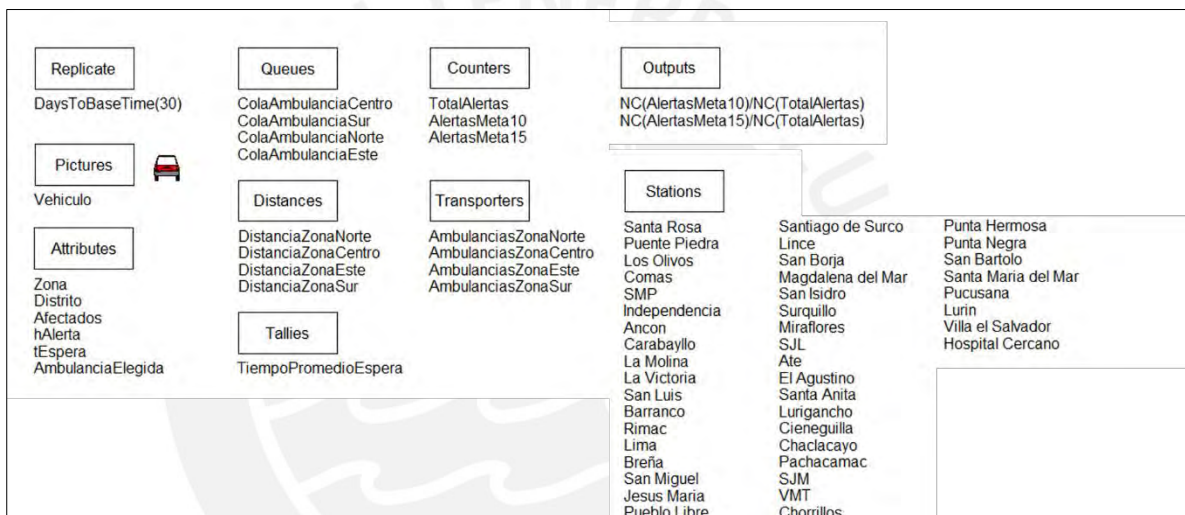 Replicate
DaysToBaseTime(30)
Pictures
Vehiculo
Attributes
Zona
Distrito
Afectados
hAlerta
tEspera
AmbulanciaElegida
Queues
ColaAmbulanciaCentro
ColaAmbulanciaSur
ColaAmbulanciaNorte
ColaAmbulanciaEste
Distances
DistanciaZonaNorte
DistanciaZonaCentro
DistanciaZonaEste
DistanciaZonaSur
Tallies
TiempoPromedioEspera
Counters
TotalAlertas
AlertasMeta10
AlertasMeta15
Transporters
AmbulanciasZonaNorte
AmbulanciasZonaCentro
AmbulanciasZonaEste
AmbulanciasZonaSur
Outputs
NC(AlertasMeta10)/NC(TotalAlertas)
NC(AlertasMeta15)/NC(TotalAlertas)
Stations
Santa Rosa
Puente Piedra
Los Olivos
Comas
SMP
Independencia
Ancon
Carabayllo
La Molina
La Victoria
San Luis
Barranco
Rimac
Lima
Breña
San Miguel
Jesus Maria
Pueblo Libre
Santiago de Surco
Lince
San Borja
Magdalena del Mar
San Isidro
Surquillo
Miraflores
SJL
Ate
El Agustino
Santa Anita
Lurigancho
Cieneguilla
Chaclacayo
Pachacamac
SJM
VMT
Chorrillos
Punta Hermosa
Punta Negra
San Bartolo
Santa Maria del Mar
Pucusana
Lurin
Villa el Salvador
Hospital Cercano